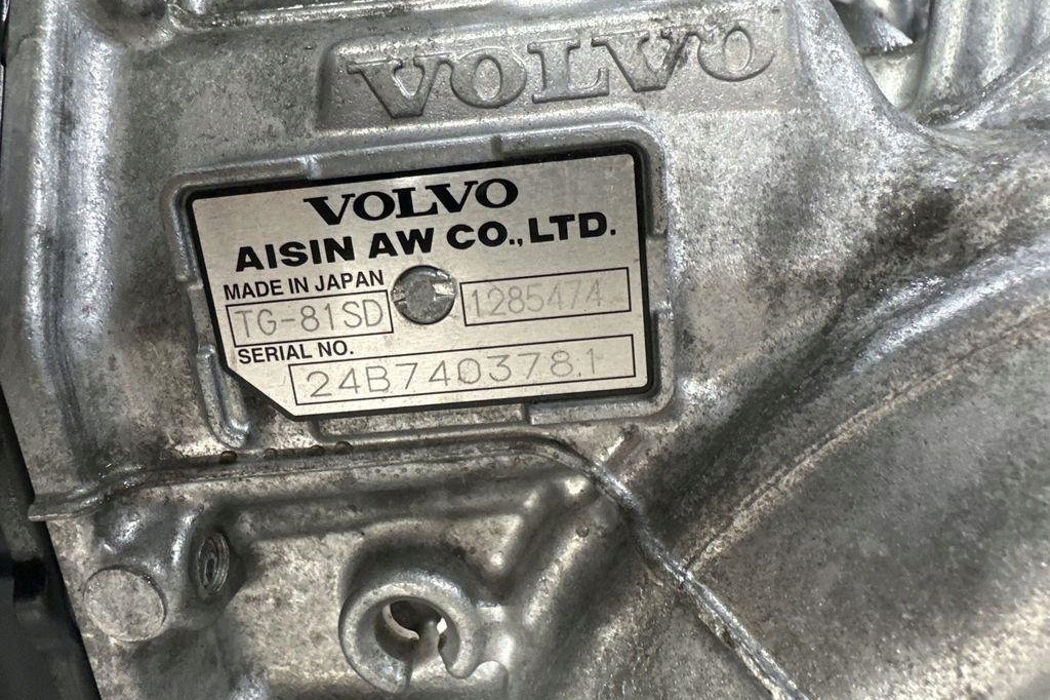 VOLVO
VOLVO
AISIN AW CO., LTD.
MADE IN JAPAN
TG-81SD 1285474
SERIAL NO.
24B740378.1